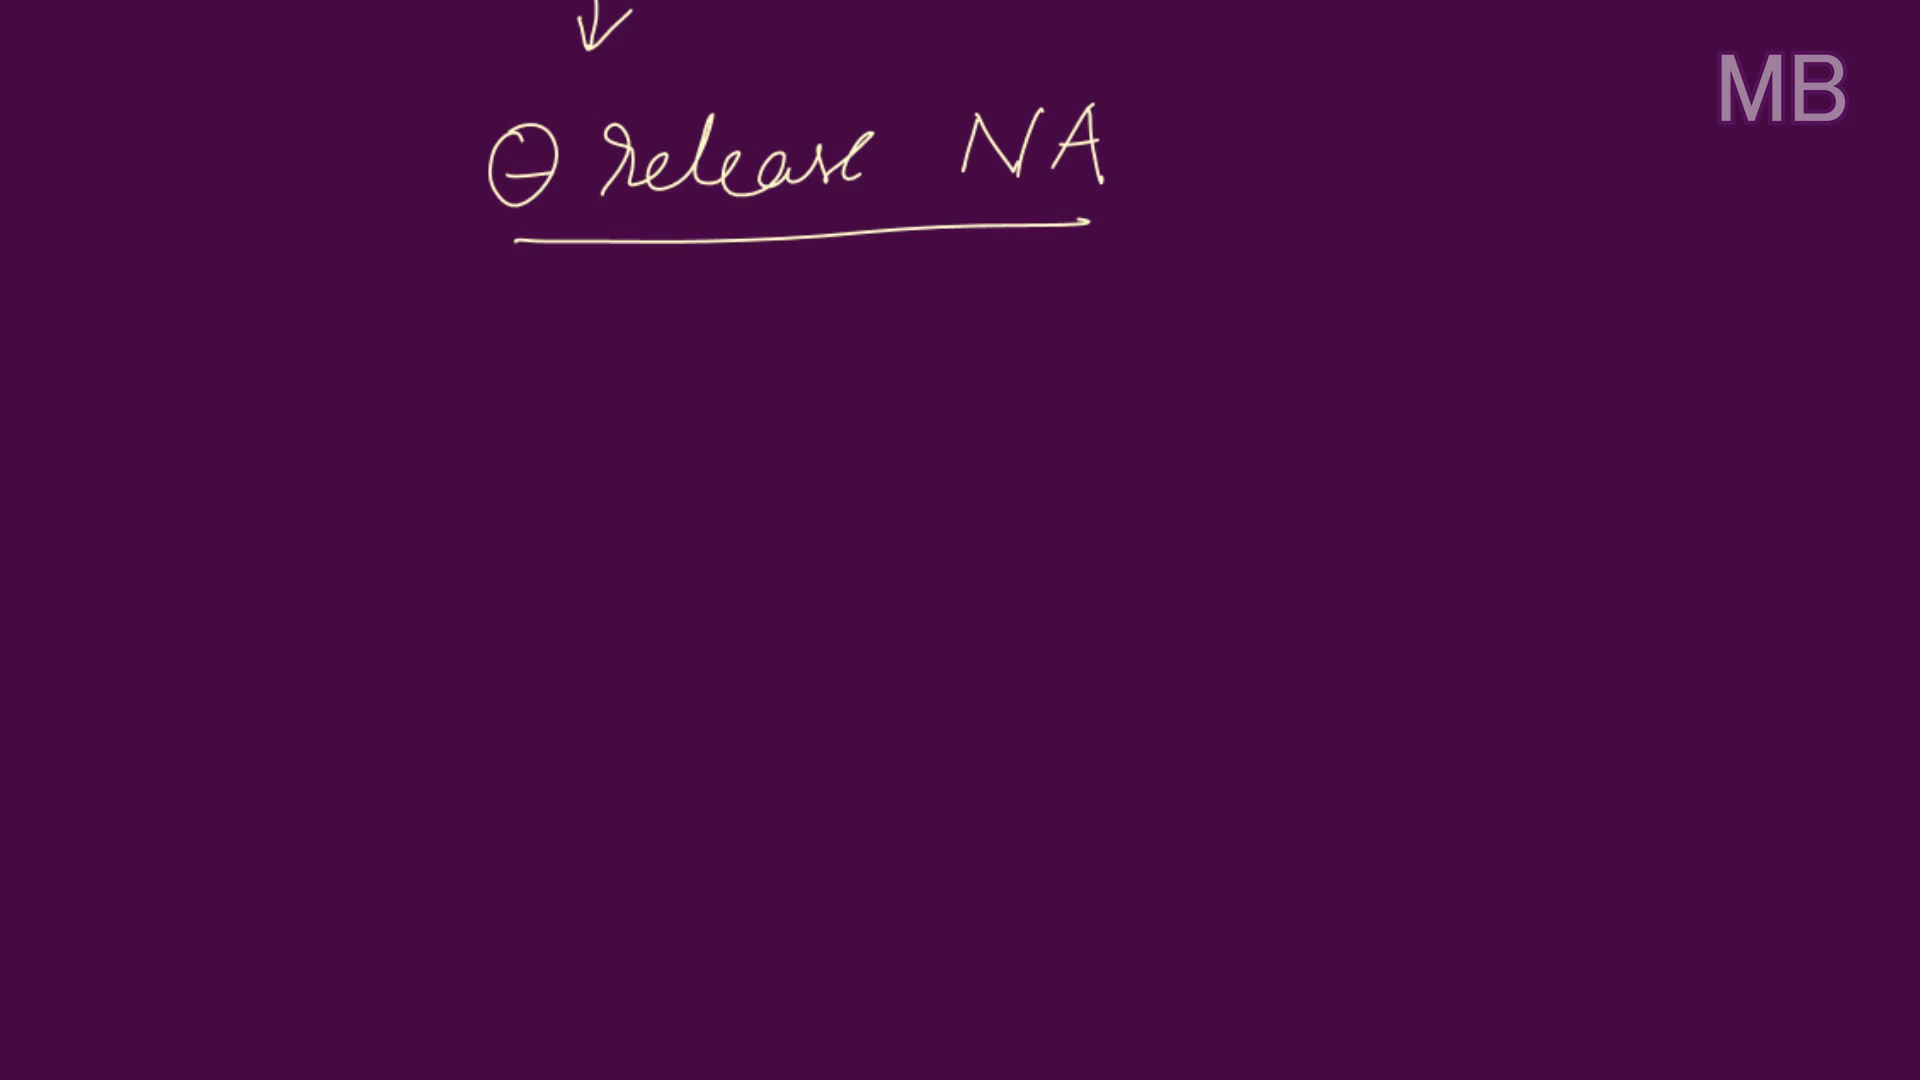 ↓
⊖ release NA
MB